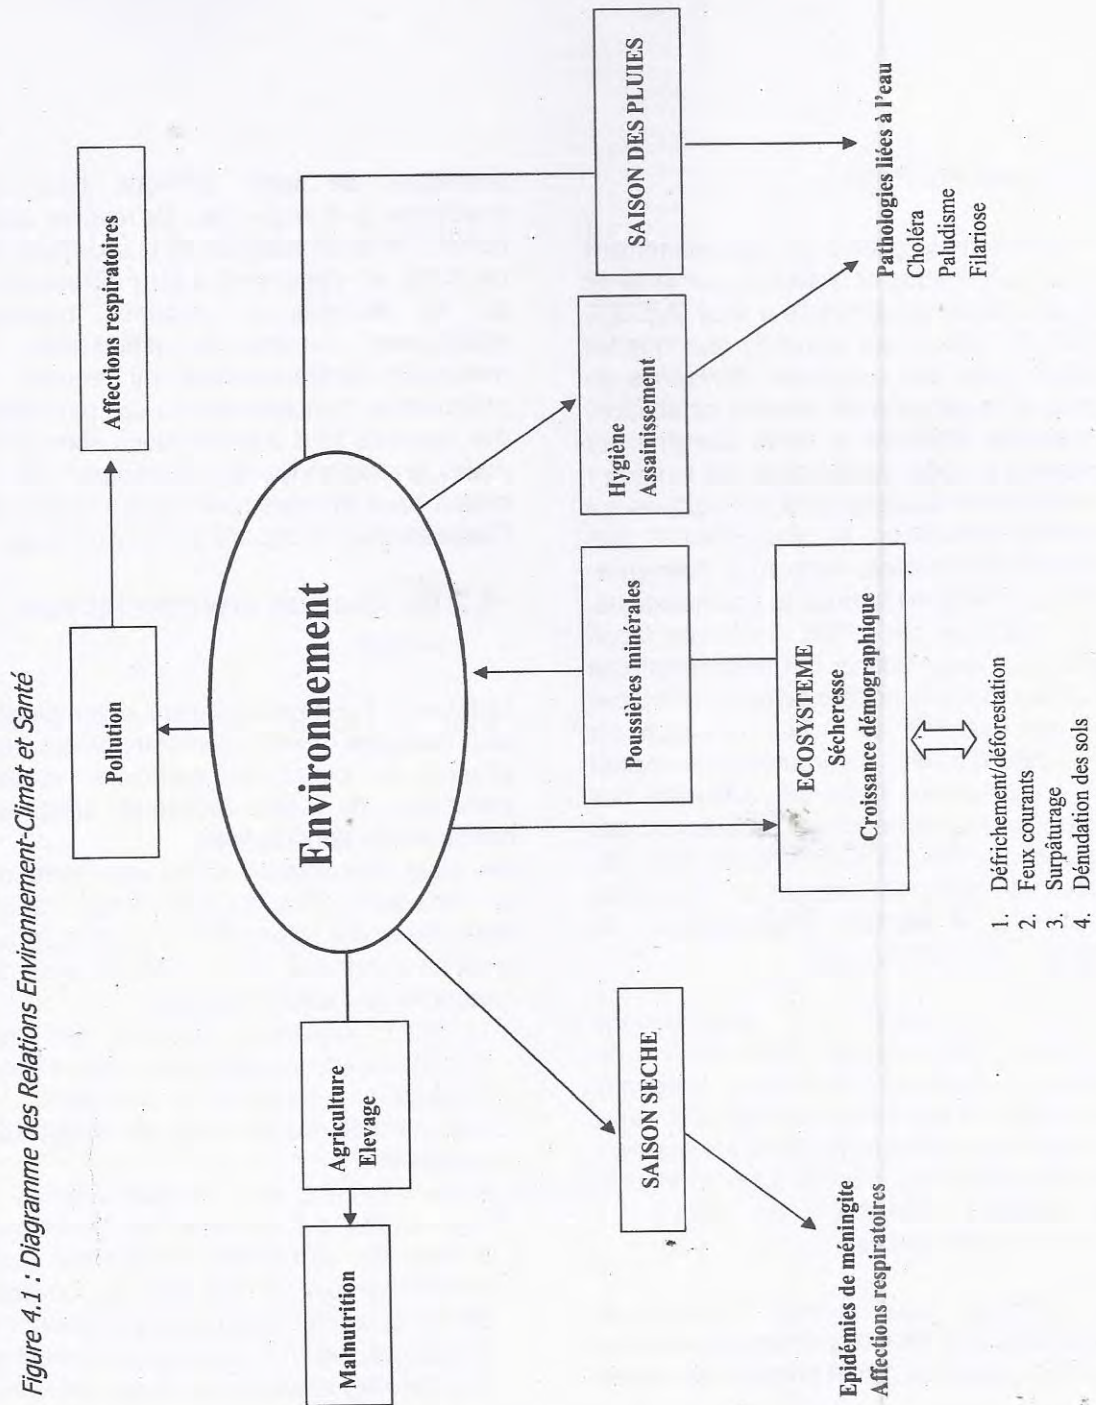 Figure 4.1 : Diagramme des Relations Environnement-Climat et Santé
Pollution
Affections respiratoires
Environnement
Malnutrition
Agriculture
Elevage
Poussières minérales
Hygiène
Assainissement
SAISON DES PLUIES
SAISON SECHE
ECOSYSTEME
Sécheresse
Croissance démographique
Epidémies de méningite
Affections respiratoires
1. Défrichement/déforestation
2. Feux courants
3. Surpâturage
4. Dénudation des sols
Pathologies liées à l'eau
Choléra
Paludisme
Filariose